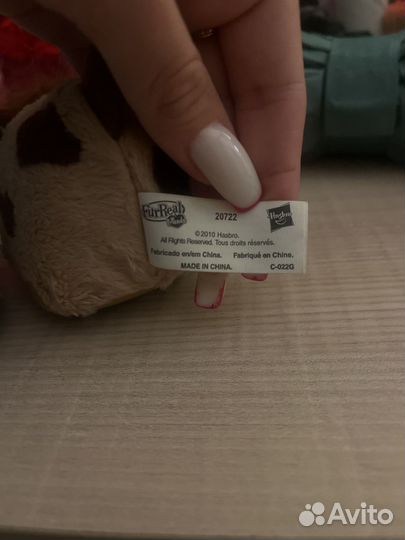 FurReal
Friends
20722
Hasbro
©2010 Hasbro.
All Rights Reserved. Tous droits réservés.
Fabricado en/em China. Fabriqué en Chine.
MADE IN CHINA. C-022G
Avito